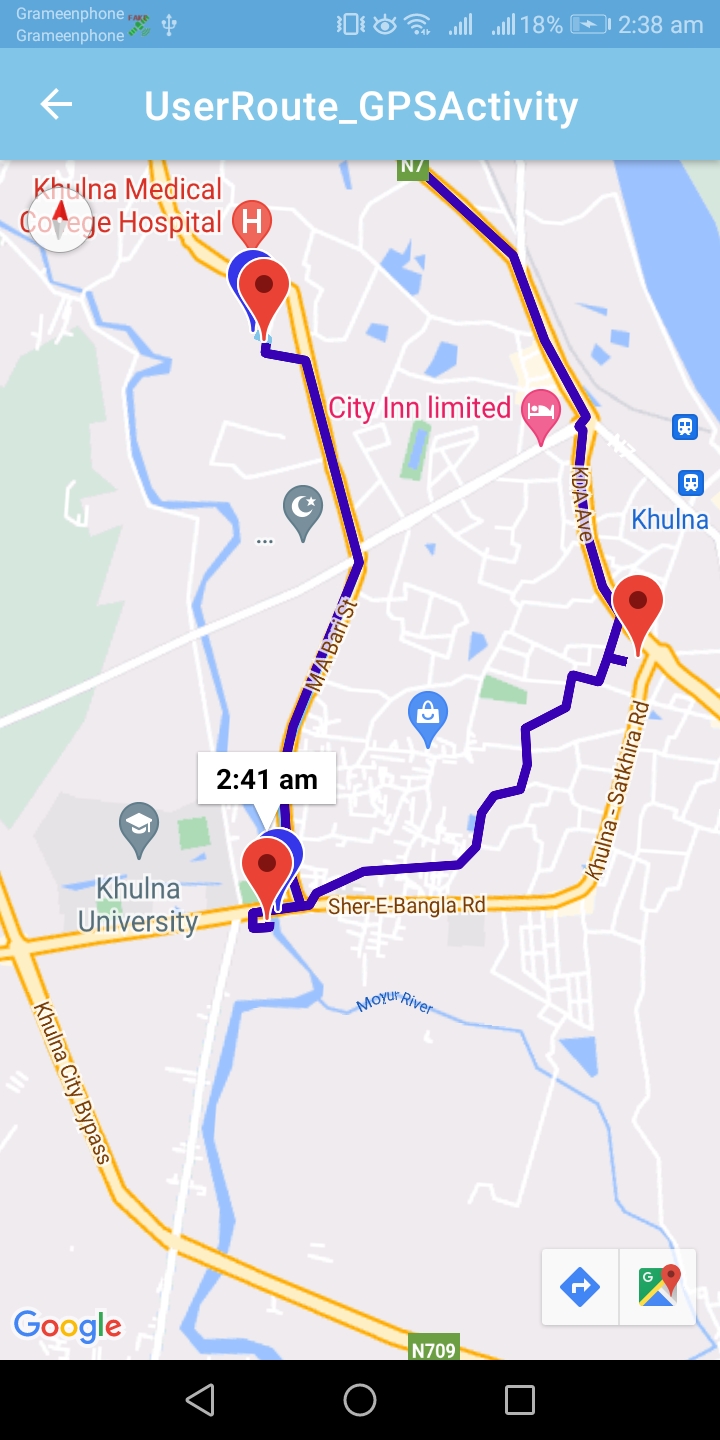 Grameenphone
Grameenphone
FAKE
18%
2:38 am
UserRoute_GPSActivity
N7
Khulna Medical
College Hospital
H
City Inn limited
N7
KDA Ave
Khulna
...
M A Bari St
2:41 am
Khulna - Satkhira Rd
Khulna
University
Sher-E-Bangla Rd
Moyur River
Khulna City Bypass
G
Google
N709